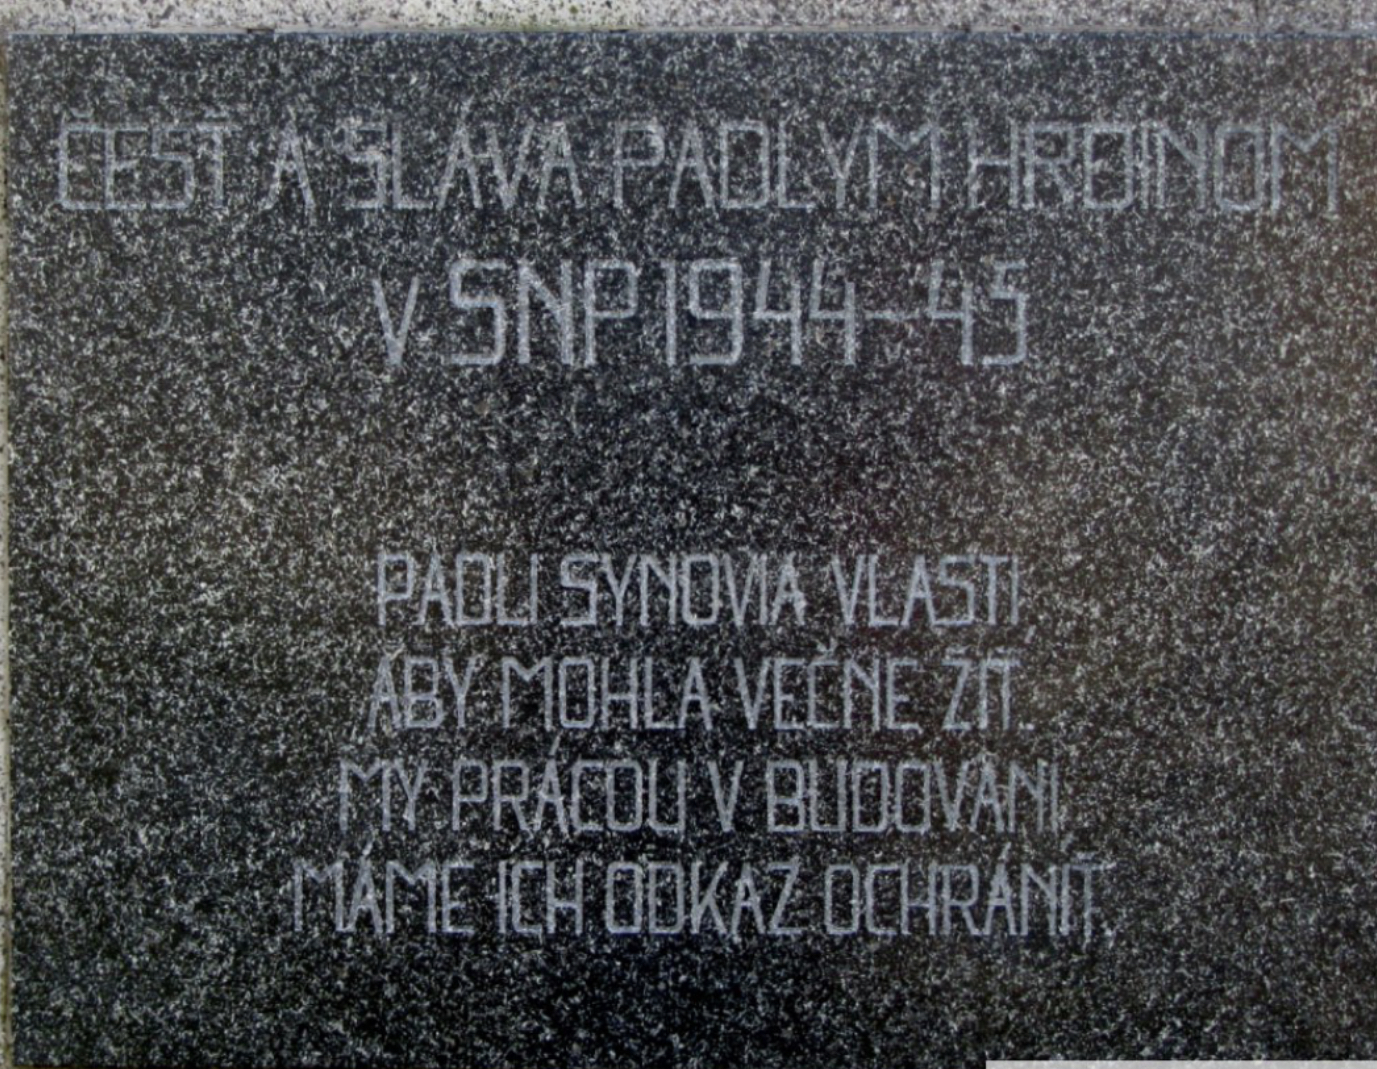 ČESŤ A SLÁVA PADLÝM HRDINOM
V SNP 1944-45
PADLI SYNOVIA VLASTI
ABY MOHLA VEČNE ŽIŤ.
MY PRÁCOU V BUDOVANÍ
MÁME ICH ODKAZ OCHRÁNIŤ.